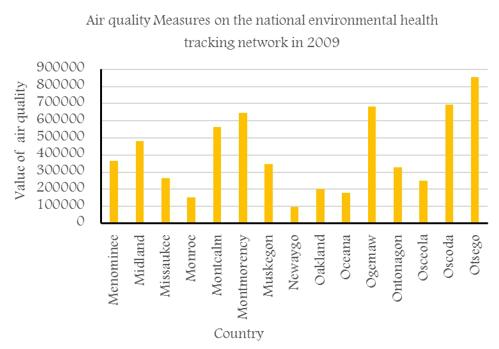 Air quality Measures on the national environmental health
tracking network in 2009
Value of air quality
900000
800000
700000
600000
500000
400000
300000
200000
100000
0
Menominee
Midland
Missaukee
Monroe
Montcalm
Montmorency
Muskegon
Newaygo
Oakland
Oceana
Ogemaw
Ontonagon
Osceola
Oscoda
Otsego
Country